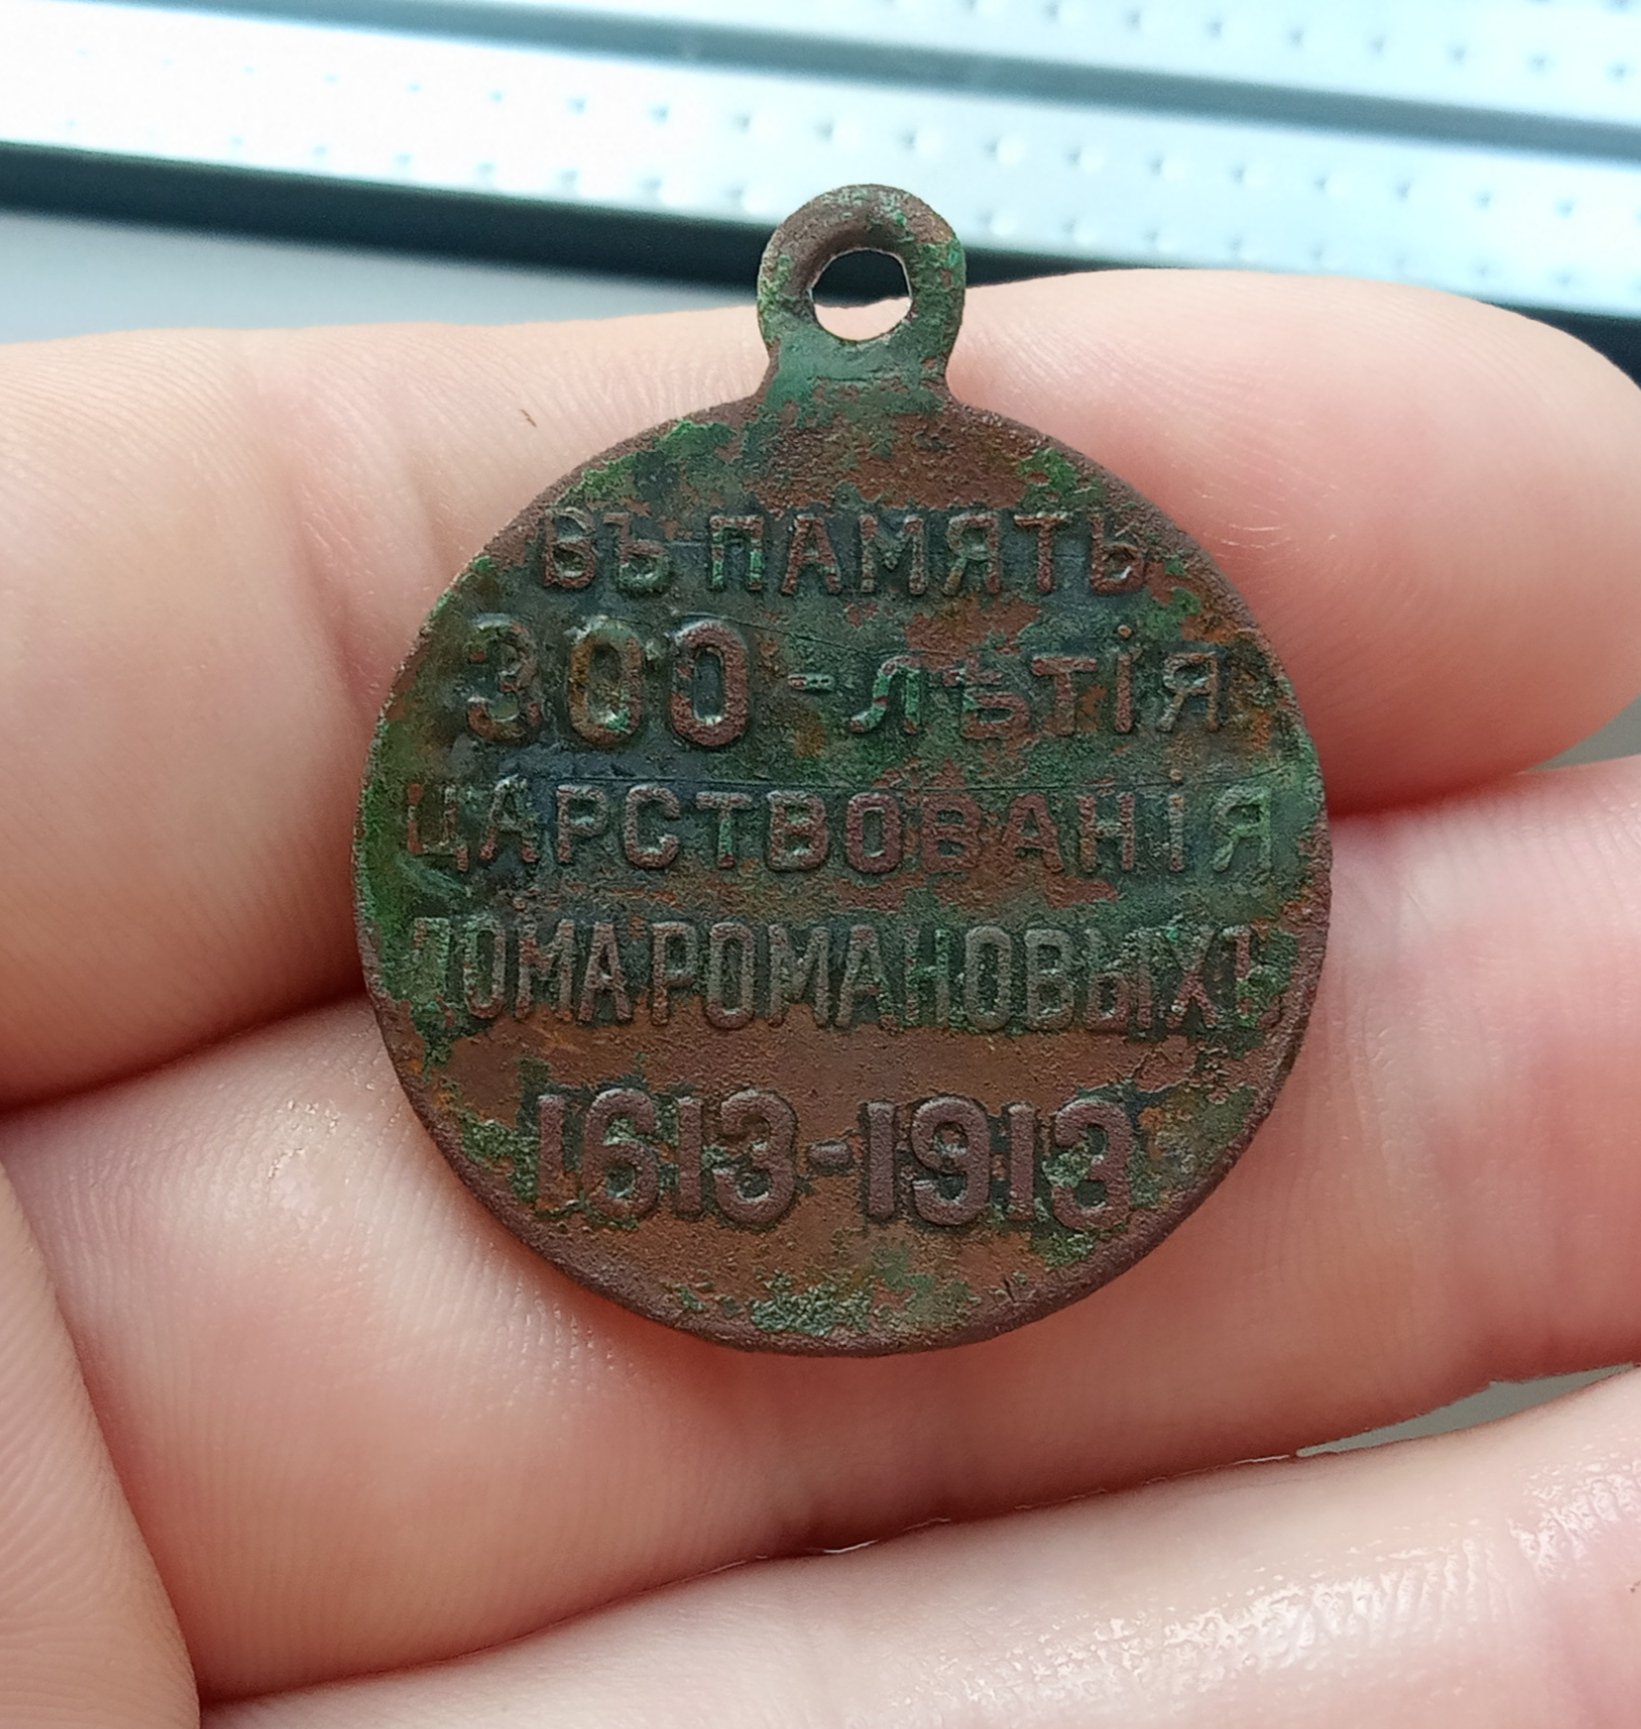 ВЪ ПАМЯТЬ
300-ЛѢТІЯ
ЦАРСТВОВАНІЯ
ДОМА РОМАНОВЫХЪ
1613-1913